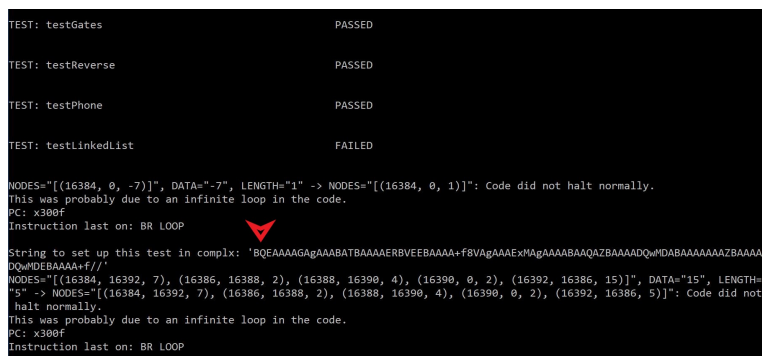 TEST: testGates PASSED
TEST: testReverse PASSED
TEST: testPhone PASSED
TEST: testLinkedList FAILED
NODES="[(16384, 0, -7)]", DATA="-7", LENGTH="1" -> NODES="[(16384, 0, 1)]": Code did not halt normally.
This was probably due to an infinite loop in the code.
PC: x300f
Instruction last on: BR LOOP
String to set up this test in complx: 'BQEAAAAGAgAAABATBAAAAERBVEEBAAAA+f8VAgAAAExMAgAAAABAAQAZBAAAADQwMDABAAAAAAAZBAAAA
DQwMDEBAAAA+f//'
NODES="[(16384, 16392, 7), (16386, 16388, 2), (16388, 16390, 4), (16390, 0, 2), (16392, 16386, 15)]", DATA="15", LENGTH=
"5" -> NODES="[(16384, 16392, 7), (16386, 16388, 2), (16388, 16390, 4), (16390, 0, 2), (16392, 16386, 5)]": Code did not
halt normally.
This was probably due to an infinite loop in the code.
PC: x300f
Instruction last on: BR LOOP